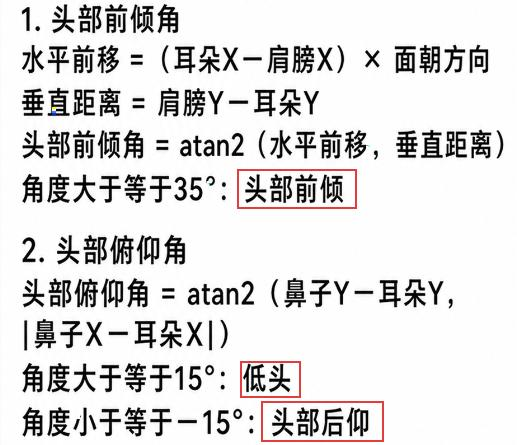 1. 头部前倾角
水平前移 =（耳朵X－肩膀X）× 面朝方向
垂直距离 = 肩膀Y－耳朵Y
头部前倾角 = atan2（水平前移，垂直距离）
角度大于等于35°：头部前倾
2. 头部俯仰角
头部俯仰角 = atan2（鼻子Y－耳朵Y，
|鼻子X－耳朵X|）
角度大于等于15°：低头
角度小于等于－15°：头部后仰